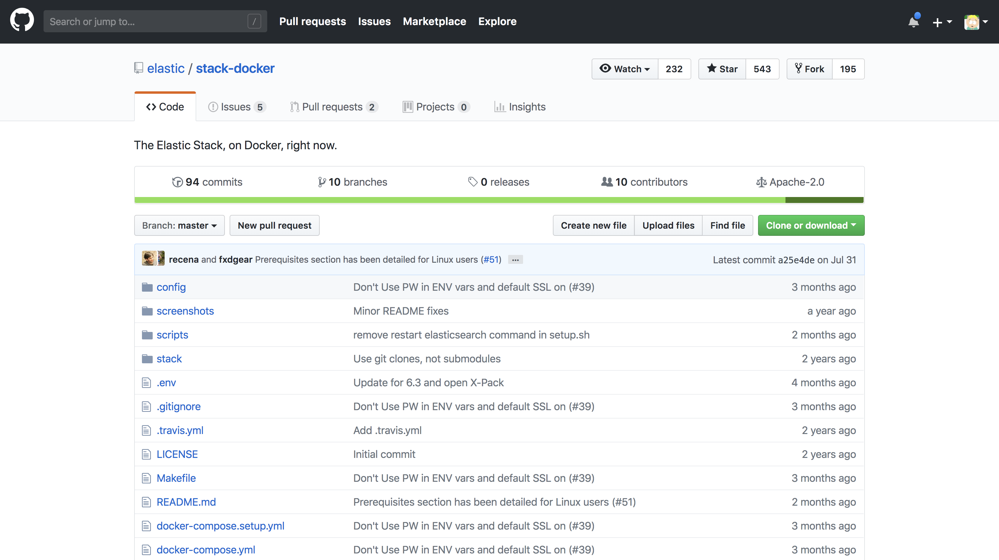 Search or jump to... /
Pull requests Issues Marketplace Explore
elastic / stack-docker
Watch 232 Star 543 Fork 195
Code Issues 5 Pull requests 2 Projects 0 Insights
The Elastic Stack, on Docker, right now.
94 commits 10 branches 0 releases 10 contributors Apache-2.0
Branch: master New pull request Create new file Upload files Find file Clone or download
recena and fxdgear Prerequisites section has been detailed for Linux users (#51) ... Latest commit a25e4de on Jul 31
config Don't Use PW in ENV vars and default SSL on (#39) 3 months ago
screenshots Minor README fixes a year ago
scripts remove restart elasticsearch command in setup.sh 2 months ago
stack Use git clones, not submodules 2 years ago
.env Update for 6.3 and open X-Pack 4 months ago
.gitignore Don't Use PW in ENV vars and default SSL on (#39) 3 months ago
.travis.yml Add .travis.yml 2 years ago
LICENSE Initial commit 2 years ago
Makefile Don't Use PW in ENV vars and default SSL on (#39) 3 months ago
README.md Prerequisites section has been detailed for Linux users (#51) 2 months ago
docker-compose.setup.yml Don't Use PW in ENV vars and default SSL on (#39) 3 months ago
docker-compose.yml Don't Use PW in ENV vars and default SSL on (#39) 3 months ago